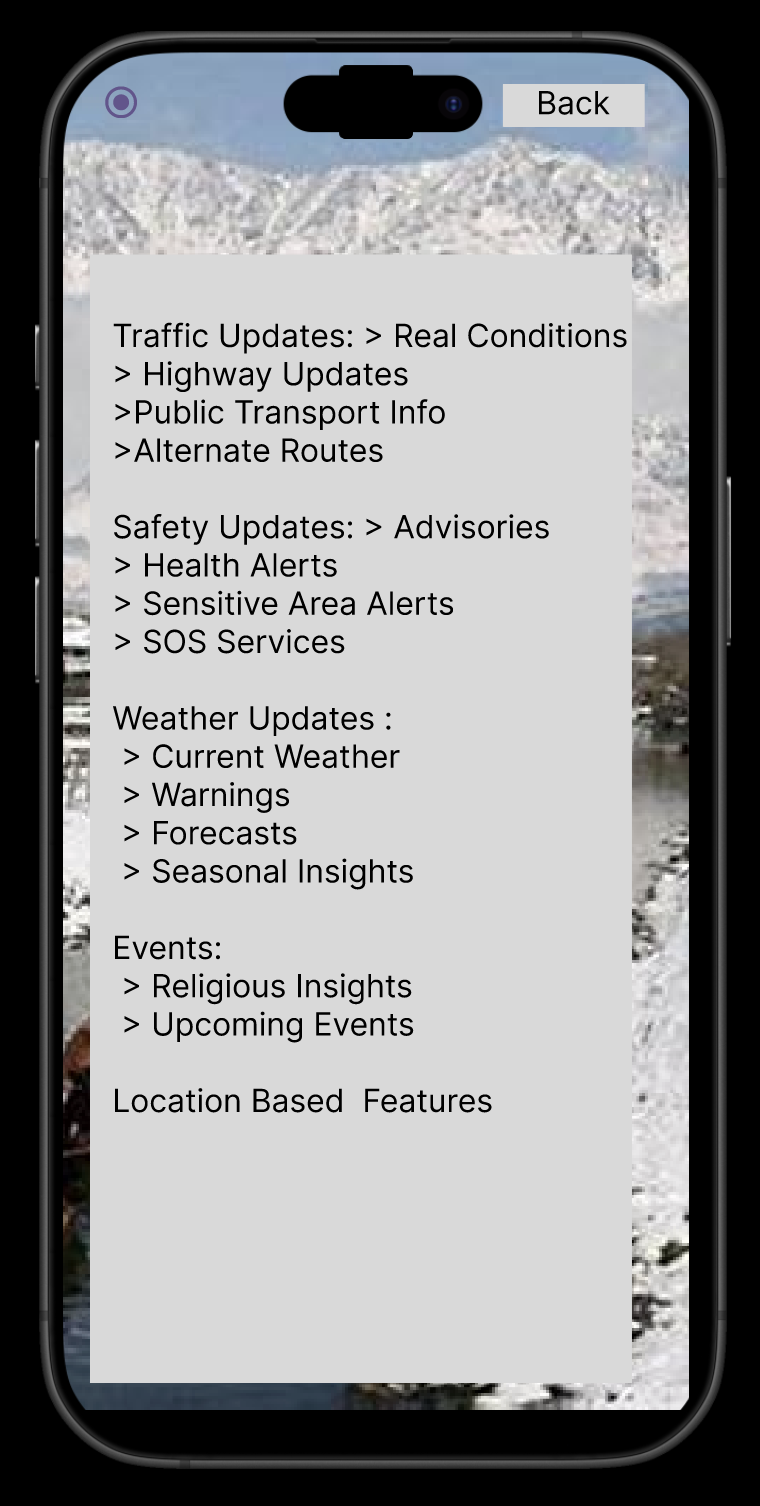 Back
Traffic Updates: > Real Conditions
> Highway Updates
>Public Transport Info
>Alternate Routes
Safety Updates: > Advisories
> Health Alerts
> Sensitive Area Alerts
> SOS Services
Weather Updates :
> Current Weather
> Warnings
> Forecasts
> Seasonal Insights
Events:
> Religious Insights
> Upcoming Events
Location Based  Features